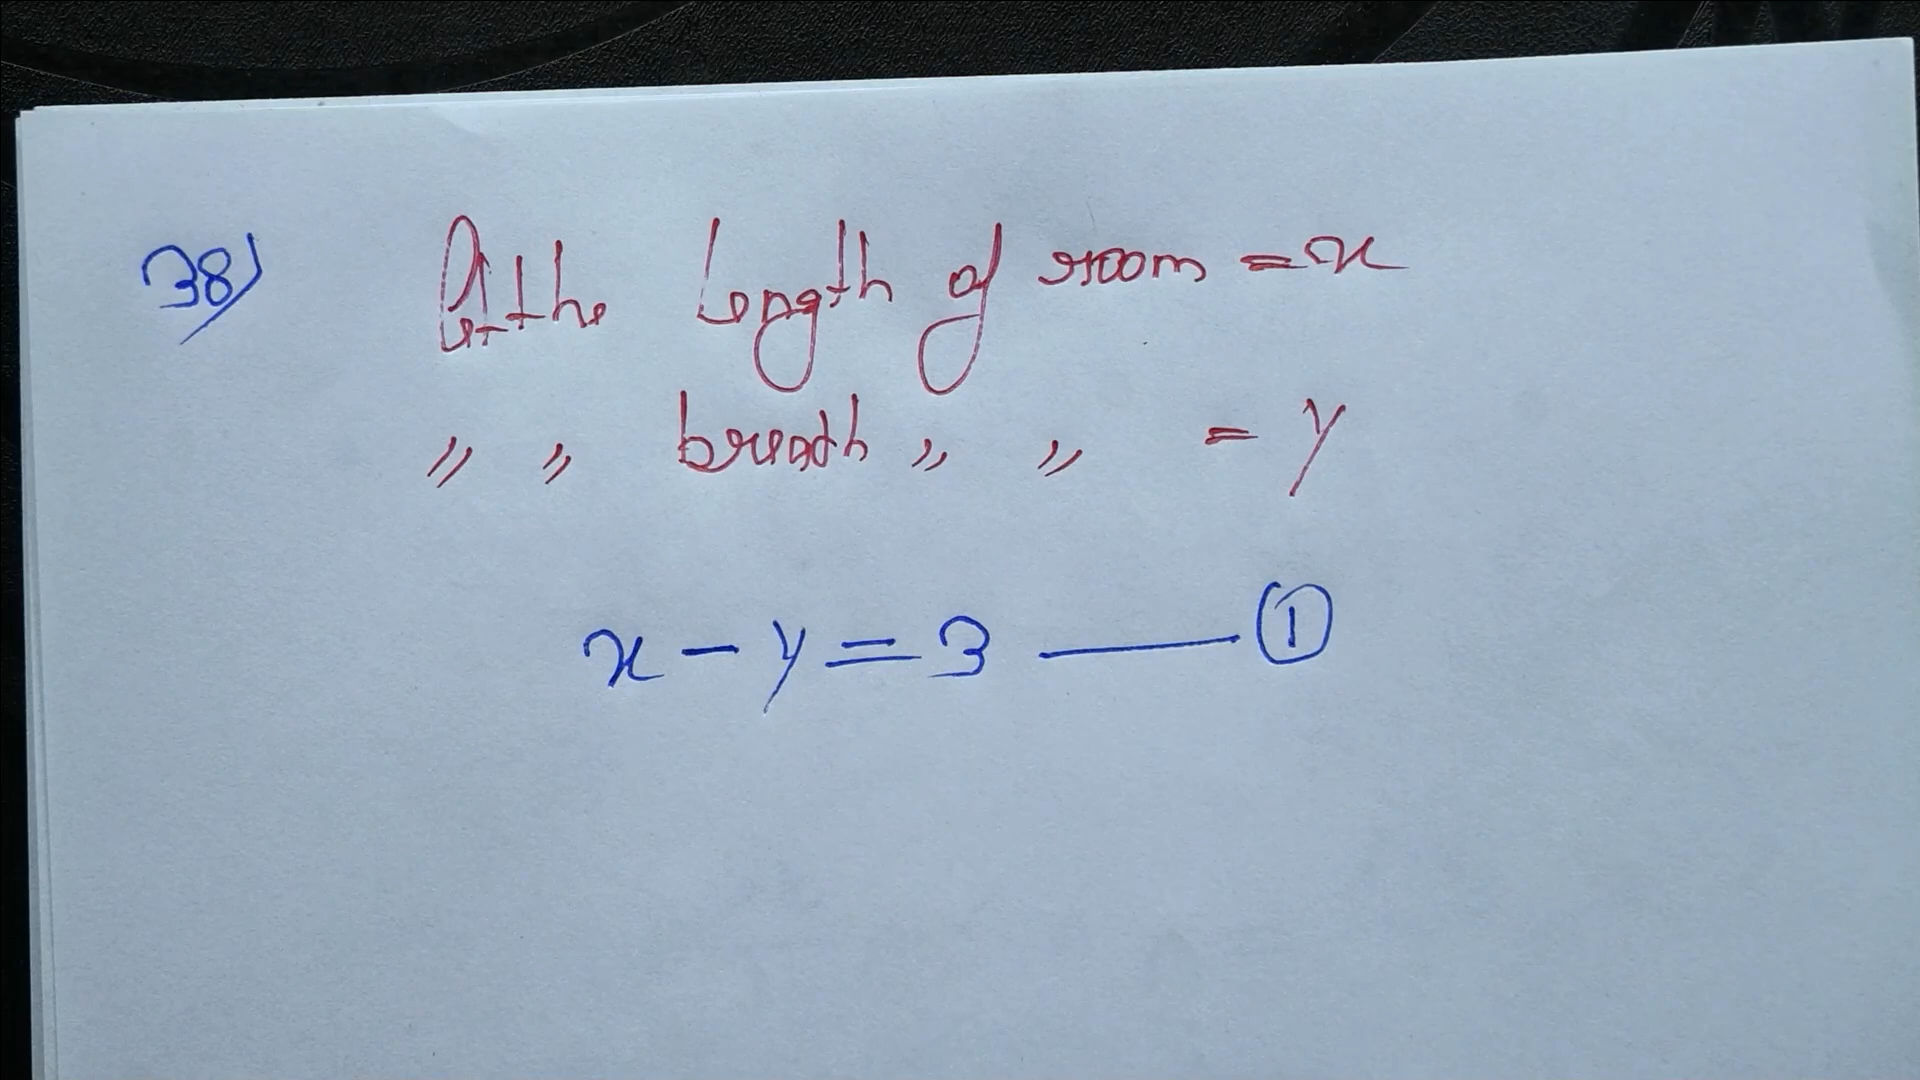 38) Let the length of room = x
" " breadth " " = y
x - y = 3 —— ①